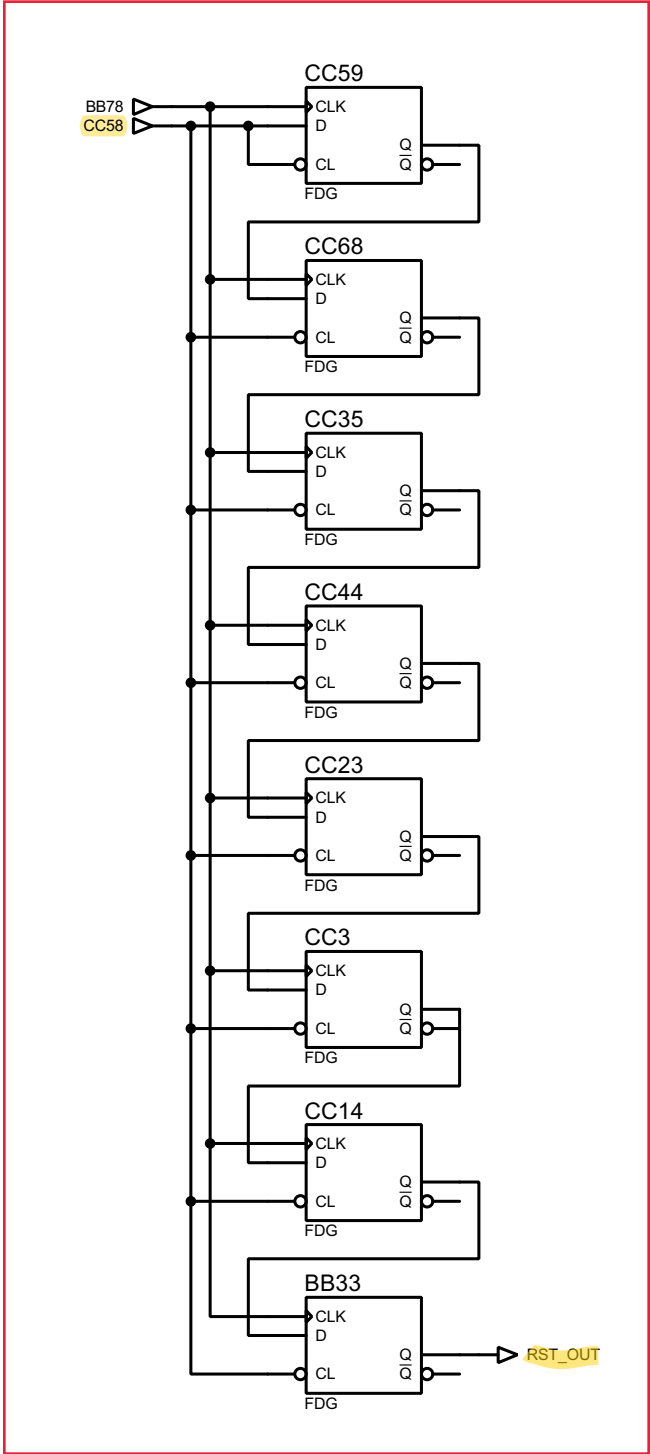 CC59
BB78
CLK
CC58
D
Q
CL
Q
FDG
CC68
CLK
D
Q
CL
Q
FDG
CC35
CLK
D
Q
CL
Q
FDG
CC44
CLK
D
Q
CL
Q
FDG
CC23
CLK
D
Q
CL
Q
FDG
CC3
CLK
D
Q
CL
Q
FDG
CC14
CLK
D
Q
CL
Q
FDG
BB33
CLK
D
Q
RST_OUT
CL
Q
FDG